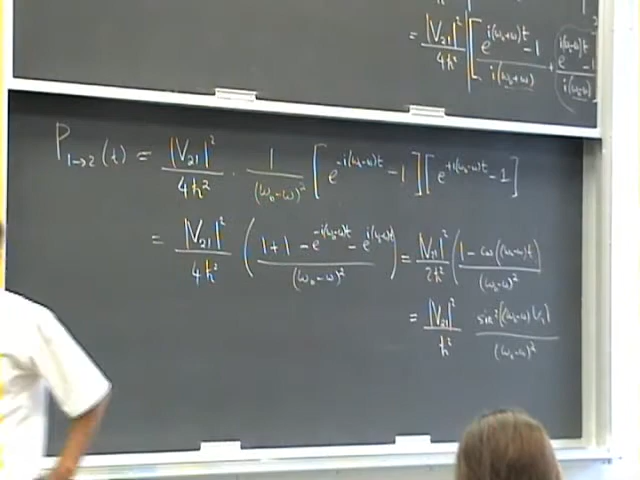 = |V₂₁|²/4ħ² |[ (e^{i(ω₀+ω)t} - 1)/(i(ω₀+ω)) + (e^{i(ω₀-ω)t} - 1)/(i(ω₀-ω))
P₁→₂(t) = |V₂₁|²/4ħ² · 1/(ω₀-ω)² [e^{-i(ω₀-ω)t} - 1][e^{+i(ω₀-ω)t} - 1]
= |V₂₁|²/4ħ² (1+1 - e^{-i(ω₀-ω)t} - e^{i(ω₀-ω)t})/(ω₀-ω)²) = |V₂₁|²/2ħ² (1 - cos((ω₀-ω)t)/(ω₀-ω)²)
= |V₂₁|²/ħ² sin²[(ω₀-ω)t/2]/(ω₀-ω)²